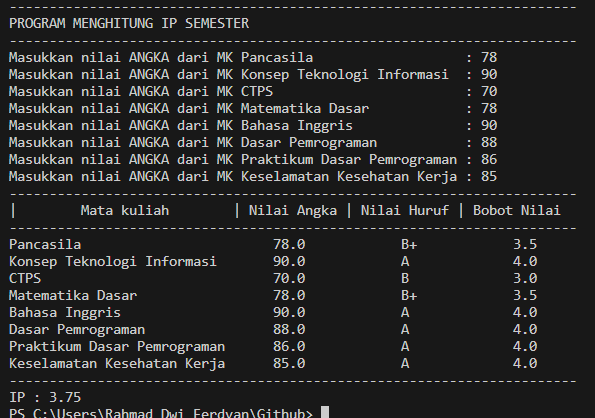 -----------------------------------------------------------------------
PROGRAM MENGHITUNG IP SEMESTER
-----------------------------------------------------------------------
Masukkan nilai ANGKA dari MK Pancasila                   : 78
Masukkan nilai ANGKA dari MK Konsep Teknologi Informasi  : 90
Masukkan nilai ANGKA dari MK CTPS                        : 70
Masukkan nilai ANGKA dari MK Matematika Dasar            : 78
Masukkan nilai ANGKA dari MK Bahasa Inggris              : 90
Masukkan nilai ANGKA dari MK Dasar Pemrograman           : 88
Masukkan nilai ANGKA dari MK Praktikum Dasar Pemrograman : 86
Masukkan nilai ANGKA dari MK Keselamatan Kesehatan Kerja : 85
-----------------------------------------------------------------------
|        Mata kuliah        | Nilai Angka | Nilai Huruf | Bobot Nilai
-----------------------------------------------------------------------
Pancasila                        78.0            B+            3.5
Konsep Teknologi Informasi       90.0            A             4.0
CTPS                             70.0            B             3.0
Matematika Dasar                 78.0            B+            3.5
Bahasa Inggris                   90.0            A             4.0
Dasar Pemrograman                88.0            A             4.0
Praktikum Dasar Pemrograman      86.0            A             4.0
Keselamatan Kesehatan Kerja      85.0            A             4.0
-----------------------------------------------------------------------
IP : 3.75
PS C:\Users\Rahmad Dwi Ferdyan\Github>